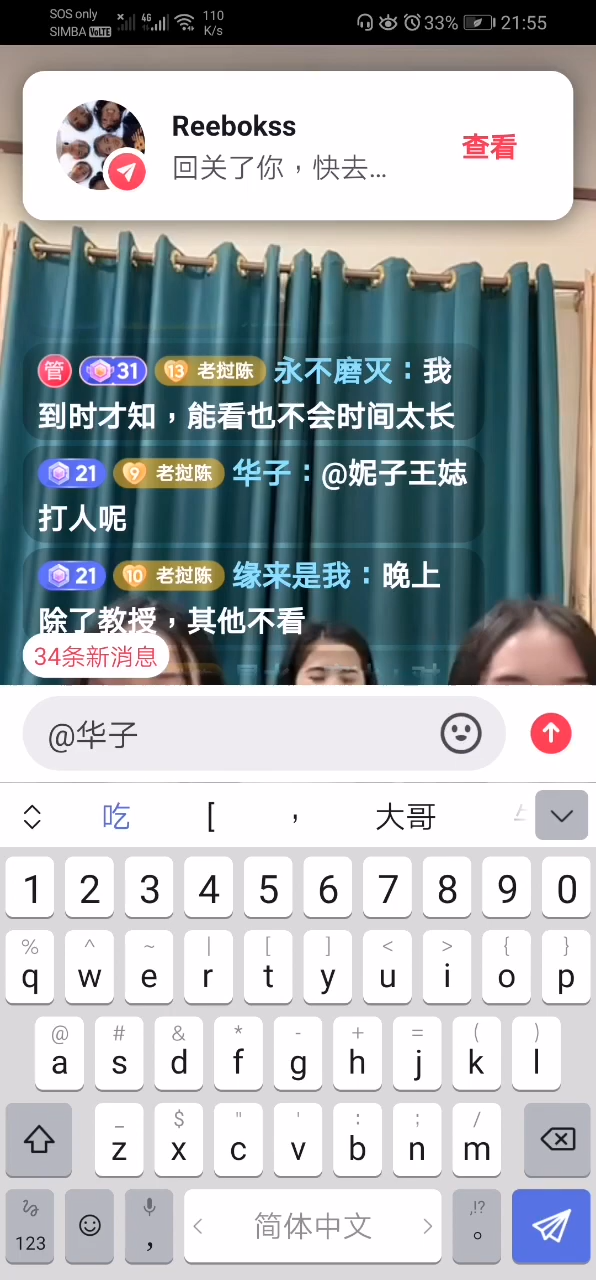 SOS only
SIMBA VoLTE
4G
110
K/s
33%
21:55
Reebokss
回关了你，快去...
查看
管 31 13 老挝陈 永不磨灭：我
到时才知，能看也不会时间太长
21 9 老挝陈 华子：@妮子王娡
打人呢
21 10 老挝陈 缘来是我：晚上
除了教授，其他不看
34条新消息
@华子
吃 [ ， 大哥
1 2 3 4 5 6 7 8 9 0
% ^ ~ | [ ] < > { }
q w e r t y u i o p
@ # & * - + = ( )
a s d f g h j k l
_ $ " ' : ; /
z x c v b n m
,!?
123 , 简体中文 。